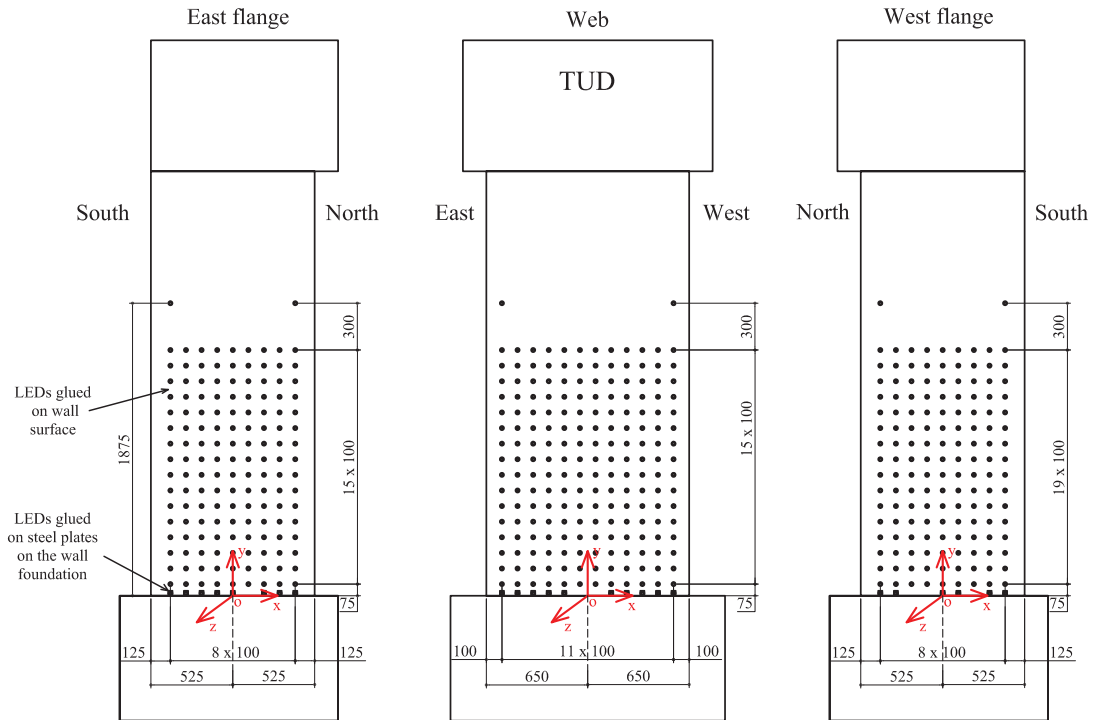 East flange
Web
West flange
TUD
South
North
East
West
North
South
300
300
300
LEDs glued
on wall
surface
1875
15 x 100
15 x 100
19 x 100
LEDs glued
on steel plates
on the wall
foundation
y
o
x
z
75
y
o
x
z
75
y
o
x
z
75
125
8 x 100
125
100
11 x 100
100
125
8 x 100
125
525
525
650
650
525
525